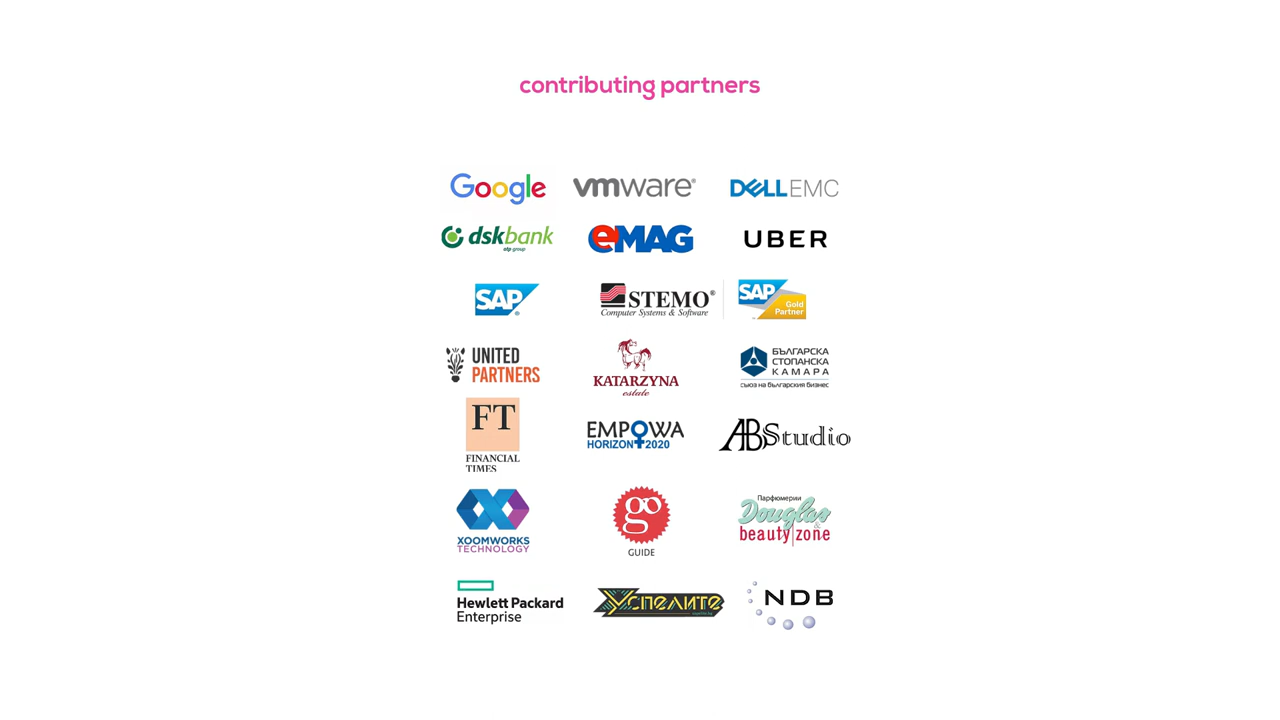 contributing partners
Google
vmware®
DELL EMC
dskbank
otp group
eMAG
UBER
SAP®
STEMO®
Computer Systems & Software
SAP
Gold
Partner
UNITED
PARTNERS
KATARZYNA
estate
БЪЛГАРСКА
СТОПАНСКА
КАМАРА
съюз на българския бизнес
FT
FINANCIAL
TIMES
EMPOWA
HORIZON 2020
ABStudio
XOOMWORKS
TECHNOLOGY
go
GUIDE
Парфюмерии
Douglas
&
beauty zone
Hewlett Packard
Enterprise
Успелите
NDB